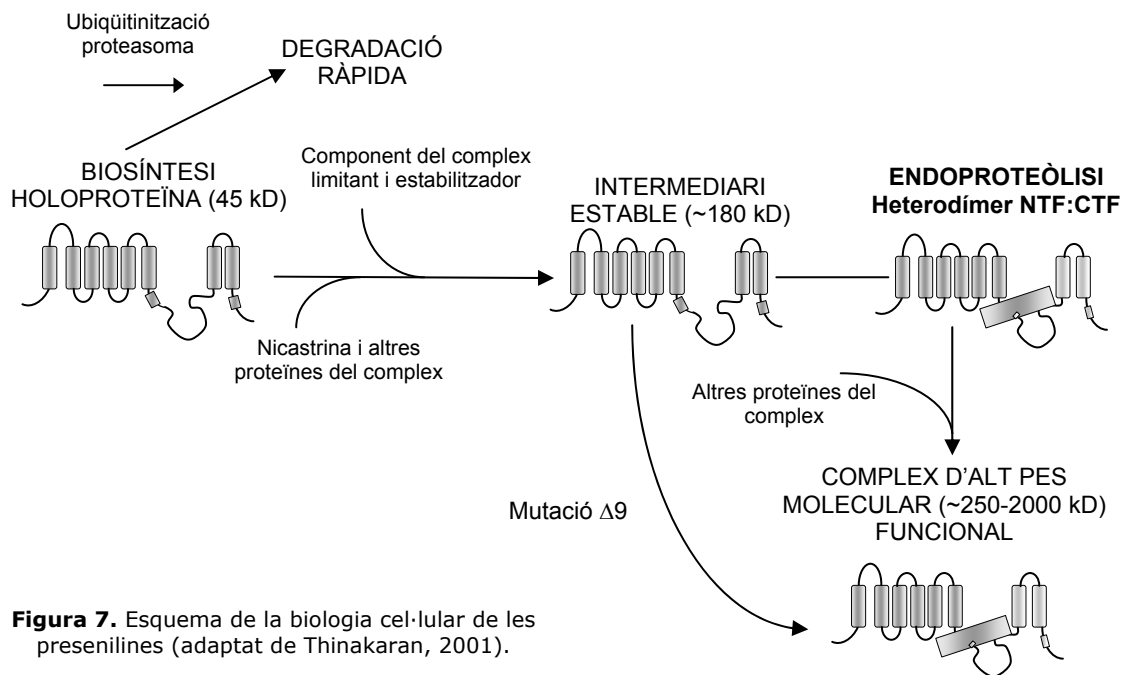 Ubiqüitinització
proteasoma
DEGRADACIÓ
RÀPIDA
BIOSÍNTESI
HOLOPROTEÏNA (45 kD)
Component del complex
limitant i estabilitzador
INTERMEDIARI
ESTABLE (~180 kD)
ENDOPROTEÒLISI
Heterodímer NTF:CTF
Nicastrina i altres
proteïnes del complex
Altres proteïnes del
complex
Mutació Δ9
COMPLEX D'ALT PES
MOLECULAR (~250-2000 kD)
FUNCIONAL
Figura 7. Esquema de la biologia cel·lular de les
presenilines (adaptat de Thinakaran, 2001).